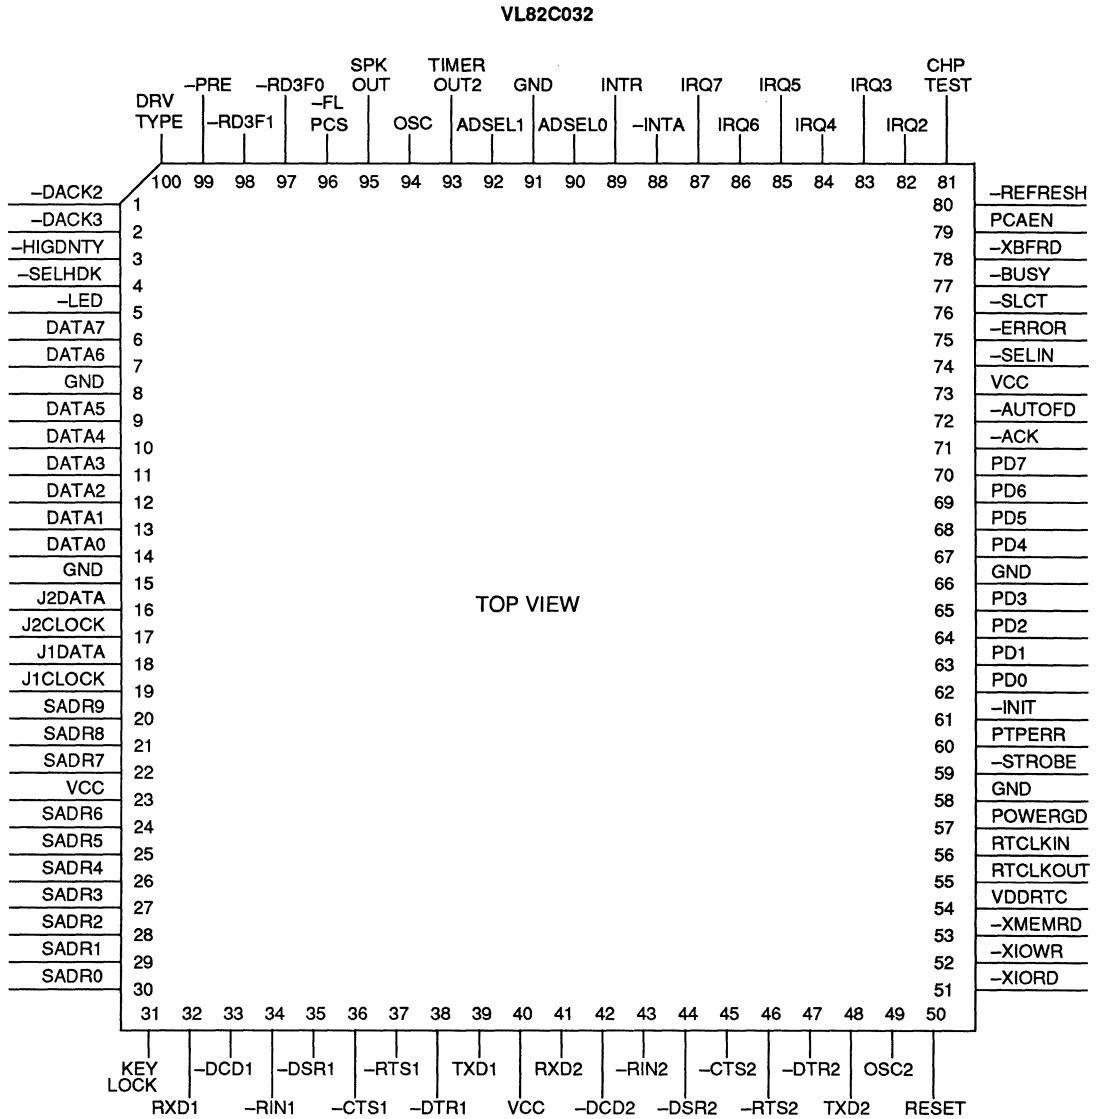 VL82C032
SPK TIMER CHP
–PRE –RD3F0 OUT OUT2 GND INTR IRQ7 IRQ5 IRQ3 TEST
DRV –FL
TYPE –RD3F1 PCS OSC ADSEL1 ADSEL0 –INTA IRQ6 IRQ4 IRQ2
100 99 98 97 96 95 94 93 92 91 90 89 88 87 86 85 84 83 82 81
–DACK2 1 80 –REFRESH
–DACK3 2 79 PCAEN
–HIGDNTY 3 78 –XBFRD
–SELHDK 4 77 –BUSY
–LED 5 76 –SLCT
DATA7 6 75 –ERROR
DATA6 7 74 –SELIN
GND 8 73 VCC
DATA5 9 72 –AUTOFD
DATA4 10 71 –ACK
DATA3 11 70 PD7
DATA2 12 69 PD6
DATA1 13 68 PD5
DATA0 14 67 PD4
GND 15 66 GND
J2DATA 16 65 PD3
TOP VIEW
J2CLOCK 17 64 PD2
J1DATA 18 63 PD1
J1CLOCK 19 62 PD0
SADR9 20 61 –INIT
SADR8 21 60 PTPERR
SADR7 22 59 –STROBE
VCC 23 58 GND
SADR6 24 57 POWERGD
SADR5 25 56 RTCLKIN
SADR4 26 55 RTCLKOUT
SADR3 27 54 VDDRTC
SADR2 28 53 –XMEMRD
SADR1 29 52 –XIOWR
SADR0 30 51 –XIORD
31 32 33 34 35 36 37 38 39 40 41 42 43 44 45 46 47 48 49 50
KEY –DCD1 –DSR1 –RTS1 TXD1 RXD2 –RIN2 –CTS2 –DTR2 OSC2
LOCK
RXD1 –RIN1 –CTS1 –DTR1 VCC –DCD2 –DSR2 –RTS2 TXD2 RESET